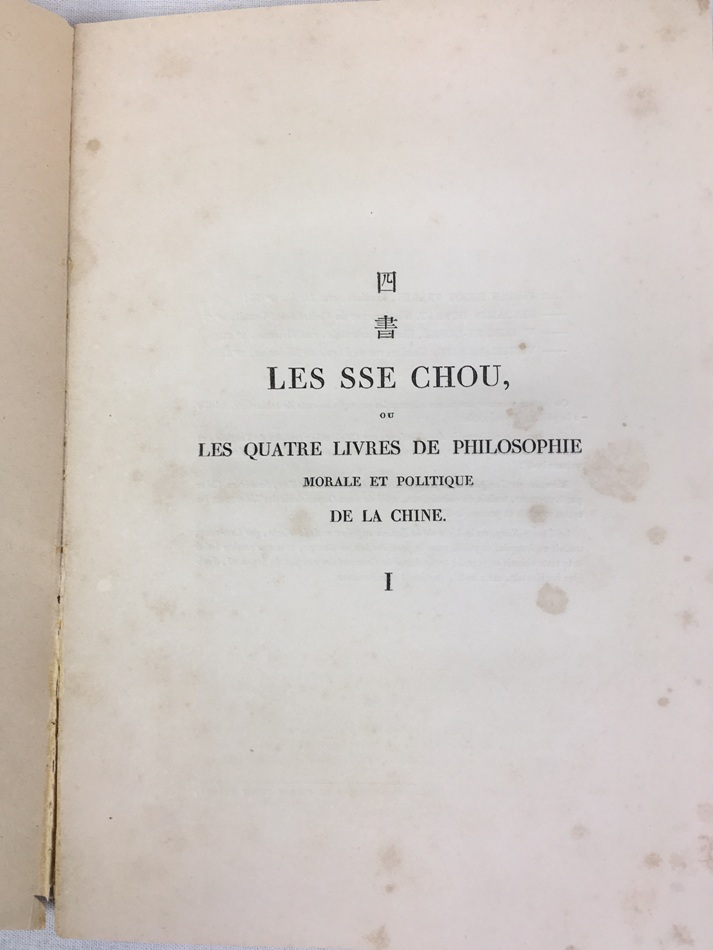 四
書
LES SSE CHOU,
OU
LES QUATRE LIVRES DE PHILOSOPHIE
MORALE ET POLITIQUE
DE LA CHINE.
I